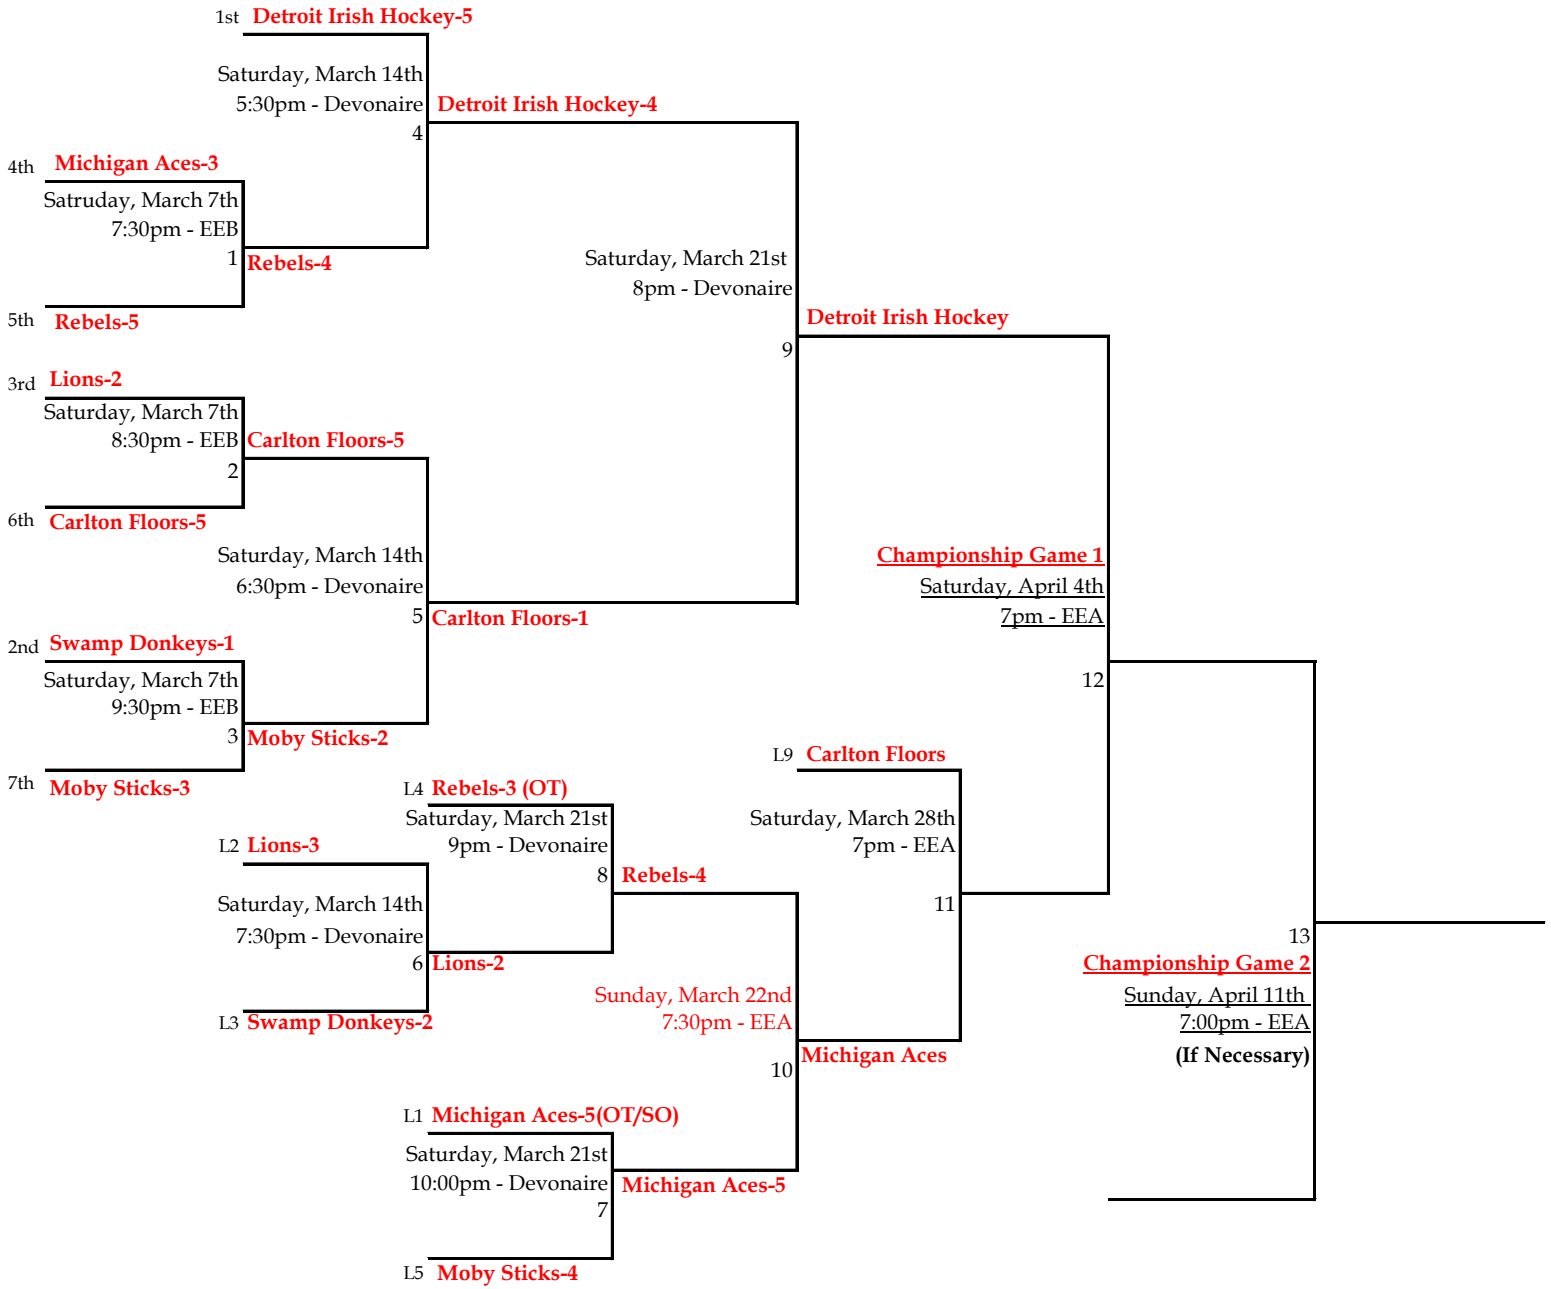 1st Detroit Irish Hockey-5
Saturday, March 14th
5:30pm - Devonaire
4
Detroit Irish Hockey-4
4th Michigan Aces-3
Satruday, March 7th
7:30pm - EEB
1
Rebels-4
5th Rebels-5
Saturday, March 21st
8pm - Devonaire
9
Detroit Irish Hockey
3rd Lions-2
Saturday, March 7th
8:30pm - EEB
2
Carlton Floors-5
6th Carlton Floors-5
Saturday, March 14th
6:30pm - Devonaire
5
Carlton Floors-1
2nd Swamp Donkeys-1
Saturday, March 7th
9:30pm - EEB
3
Moby Sticks-2
7th Moby Sticks-3
Championship Game 1
Saturday, April 4th
7pm - EEA
12
L4 Rebels-3 (OT)
Saturday, March 21st
9pm - Devonaire
8
Rebels-4
L2 Lions-3
Saturday, March 14th
7:30pm - Devonaire
6
Lions-2
L3 Swamp Donkeys-2
L9 Carlton Floors
Saturday, March 28th
7pm - EEA
11
Sunday, March 22nd
7:30pm - EEA
10
Michigan Aces
13
Championship Game 2
Sunday, April 11th
7:00pm - EEA
(If Necessary)
L1 Michigan Aces-5(OT/SO)
Saturday, March 21st
10:00pm - Devonaire
7
Michigan Aces-5
L5 Moby Sticks-4